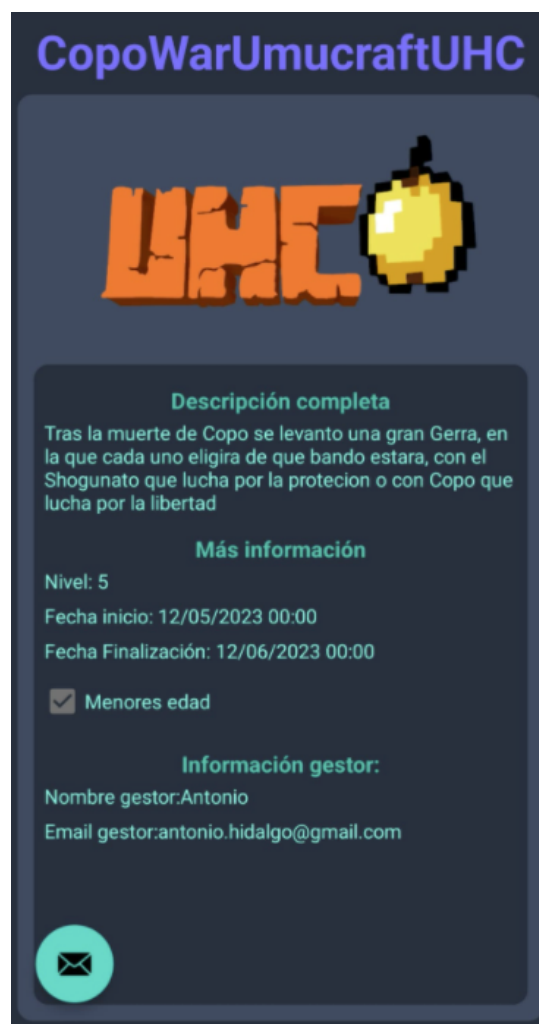 CopoWarUmucraftUHC
UHC
Descripción completa
Tras la muerte de Copo se levanto una gran Gerra, en
la que cada uno eligira de que bando estara, con el
Shogunato que lucha por la protecion o con Copo que
lucha por la libertad
Más información
Nivel: 5
Fecha inicio: 12/05/2023 00:00
Fecha Finalización: 12/06/2023 00:00
Menores edad
Información gestor:
Nombre gestor:Antonio
Email gestor:antonio.hidalgo@gmail.com